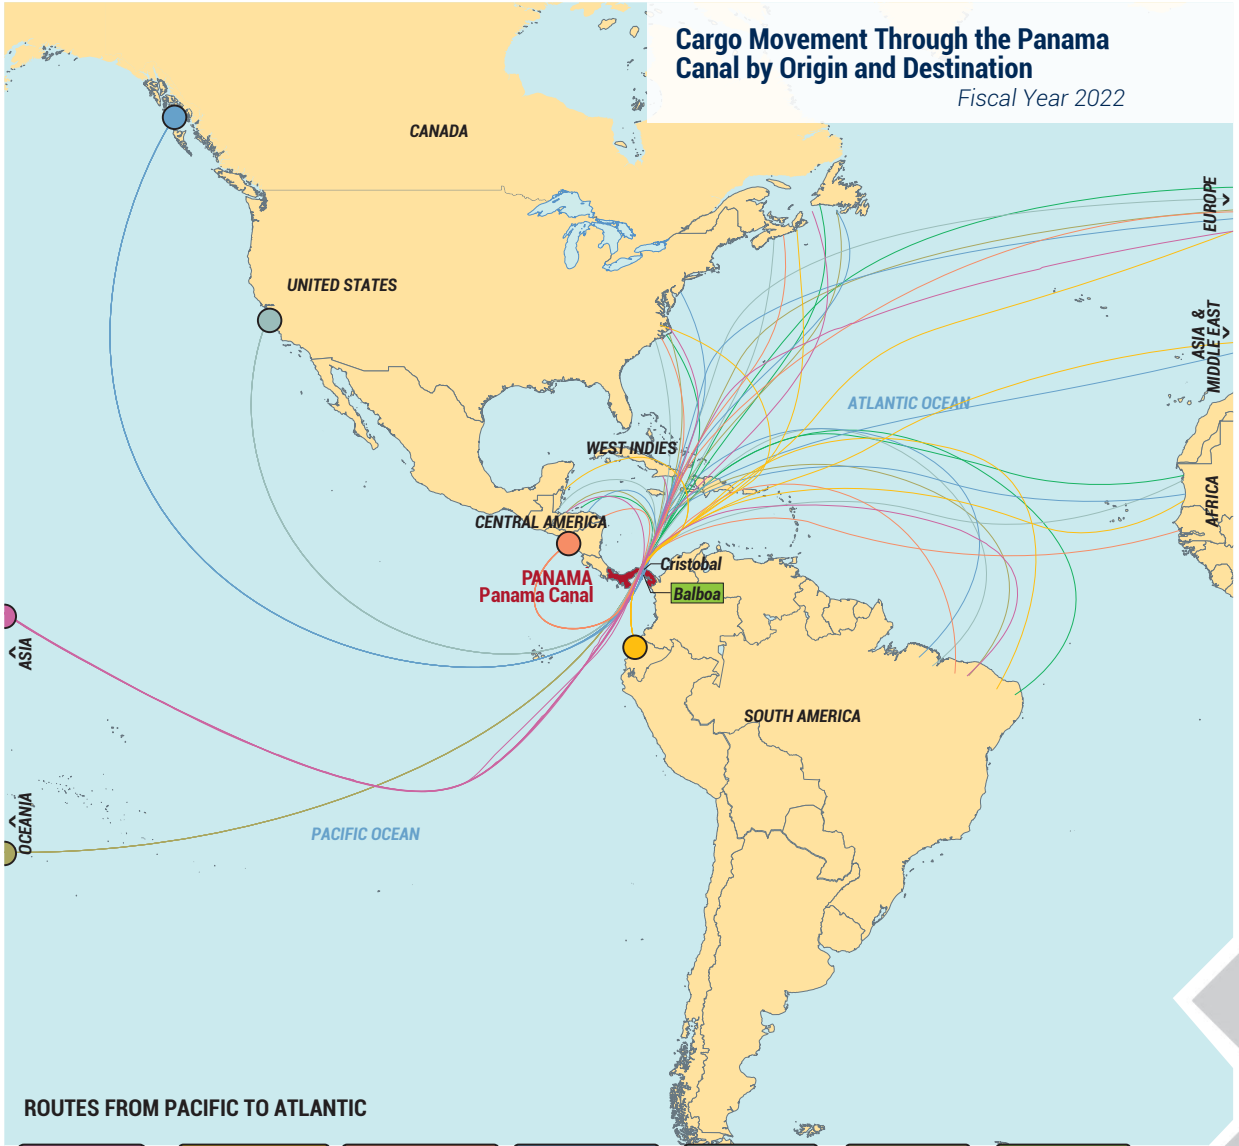 Cargo Movement Through the Panama
Canal by Origin and Destination
Fiscal Year 2022
CANADA
EUROPE
UNITED STATES
ASIA &
MIDDLE EAST
ATLANTIC OCEAN
WEST INDIES
AFRICA
CENTRAL AMERICA
Cristobal
PANAMA
Panama Canal
Balboa
ASIA
SOUTH AMERICA
OCEANIA
PACIFIC OCEAN
ROUTES FROM PACIFIC TO ATLANTIC